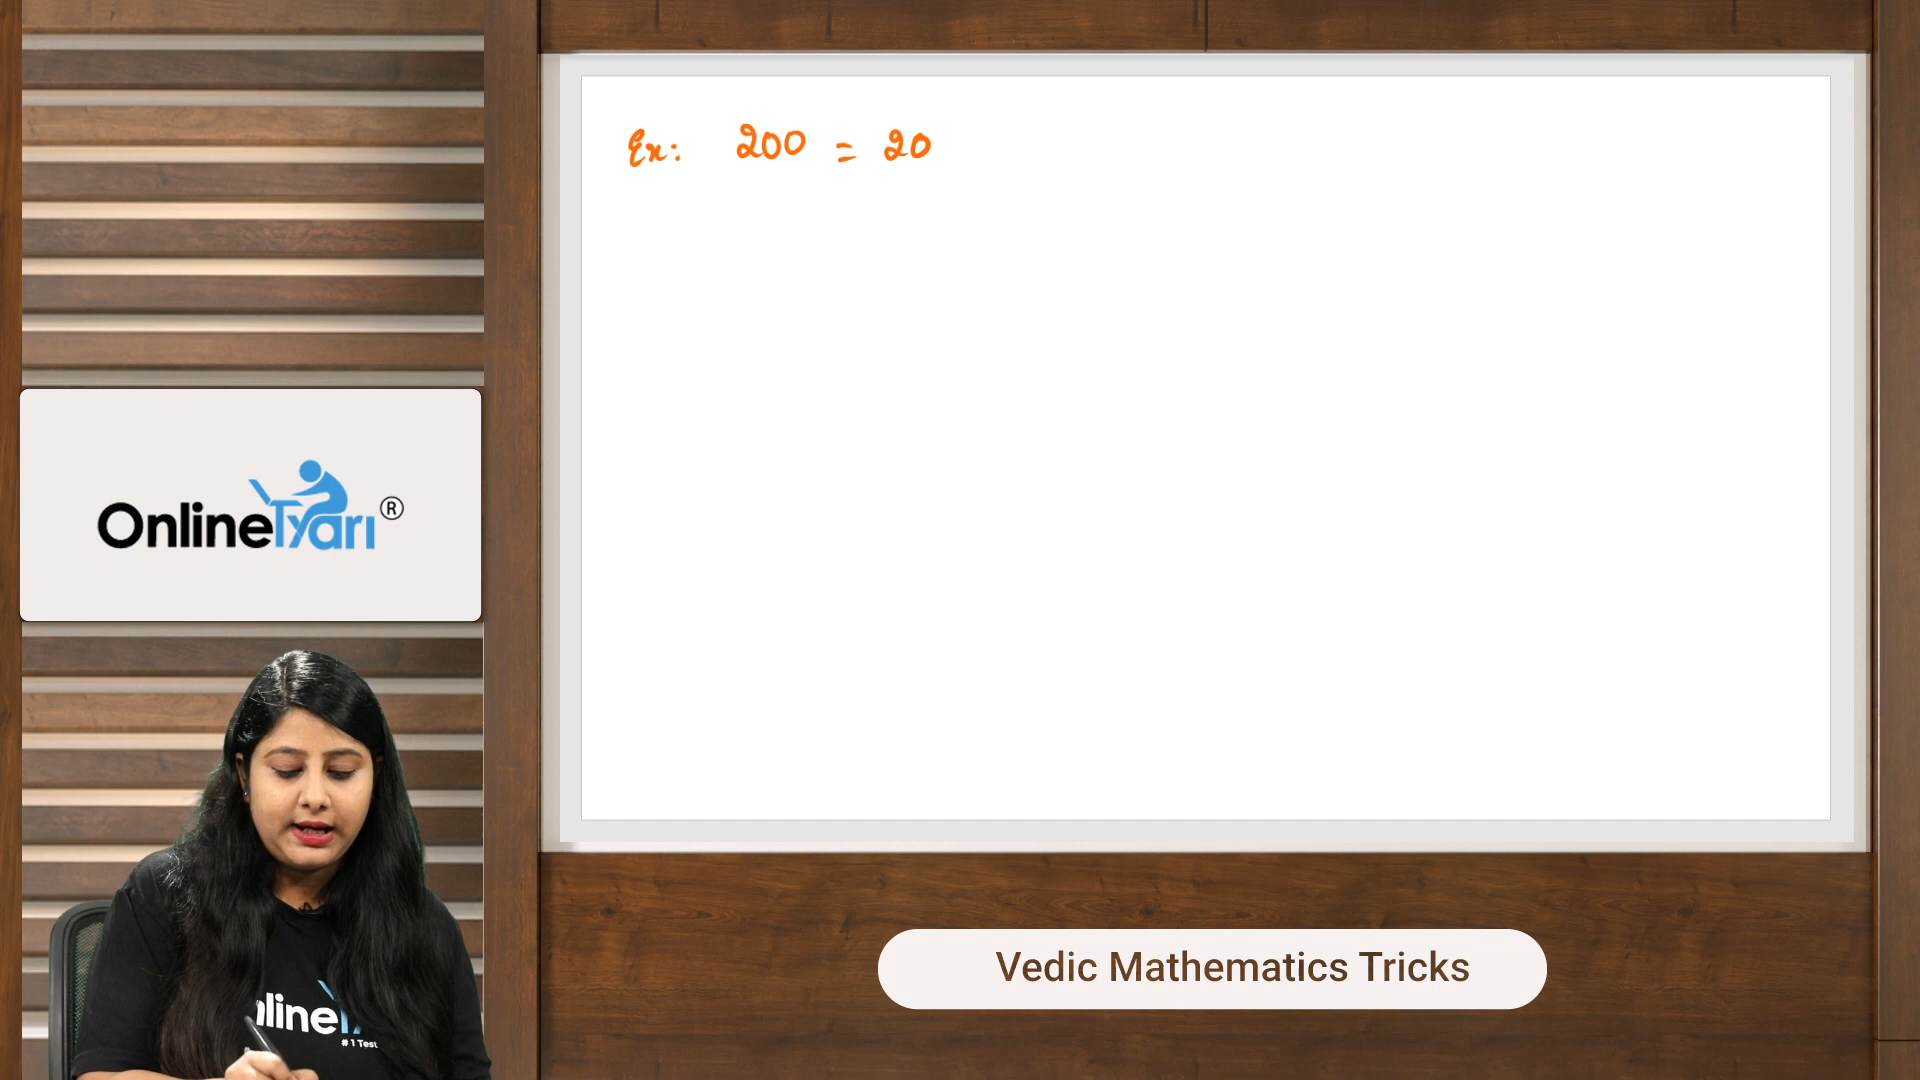 Ex: 200 = 20
OnlineTyari®
nline
#1 Test
Vedic Mathematics Tricks